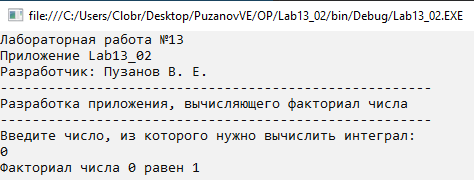 file:///C:/Users/Clobr/Desktop/PuzanovVE/OP/Lab13_02/bin/Debug/Lab13_02.EXE
Лабораторная работа №13
Приложение Lab13_02
Разработчик: Пузанов В. Е.
------------------------------------------------------
Разработка приложения, вычисляющего факториал числа
------------------------------------------------------
Введите число, из которого нужно вычислить интеграл:
0
Факториал числа 0 равен 1